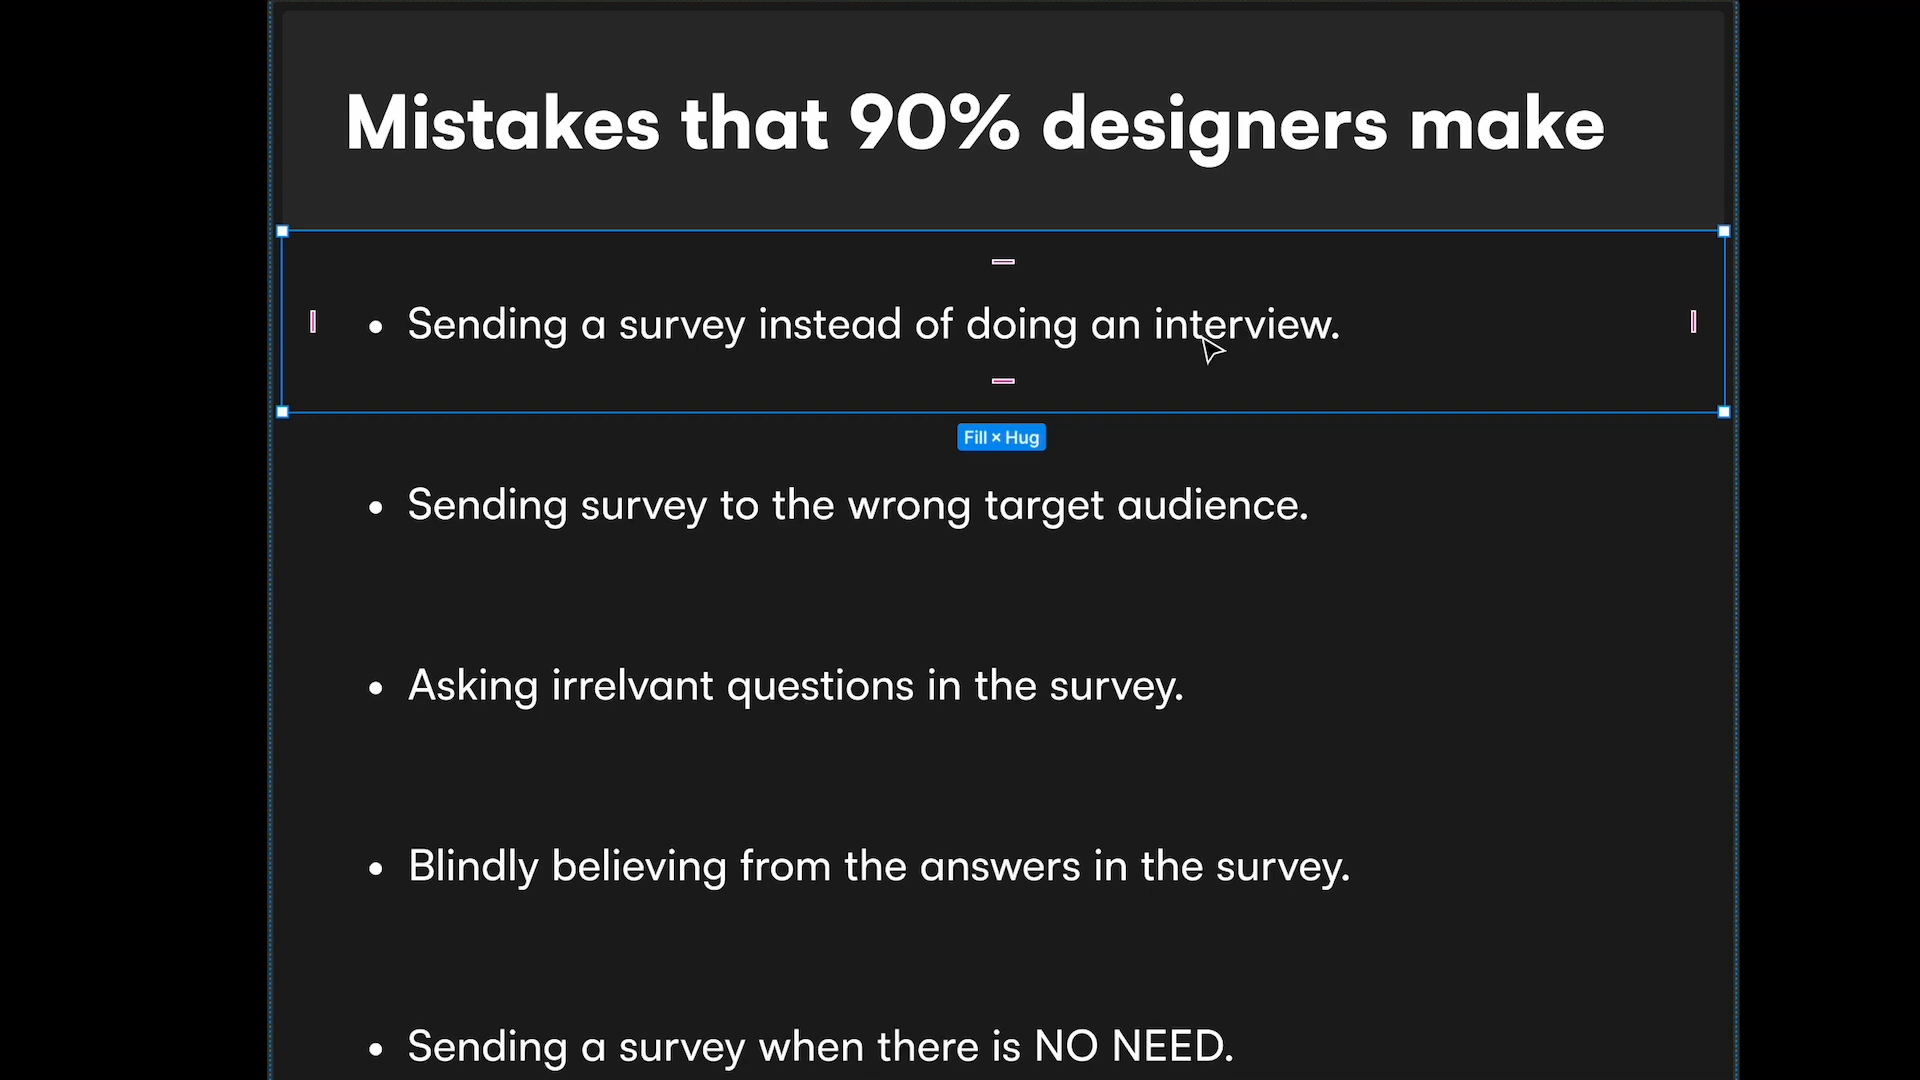 Mistakes that 90% designers make
• Sending a survey instead of doing an interview.
Fill × Hug
• Sending survey to the wrong target audience.
• Asking irrelvant questions in the survey.
• Blindly believing from the answers in the survey.
• Sending a survey when there is NO NEED.